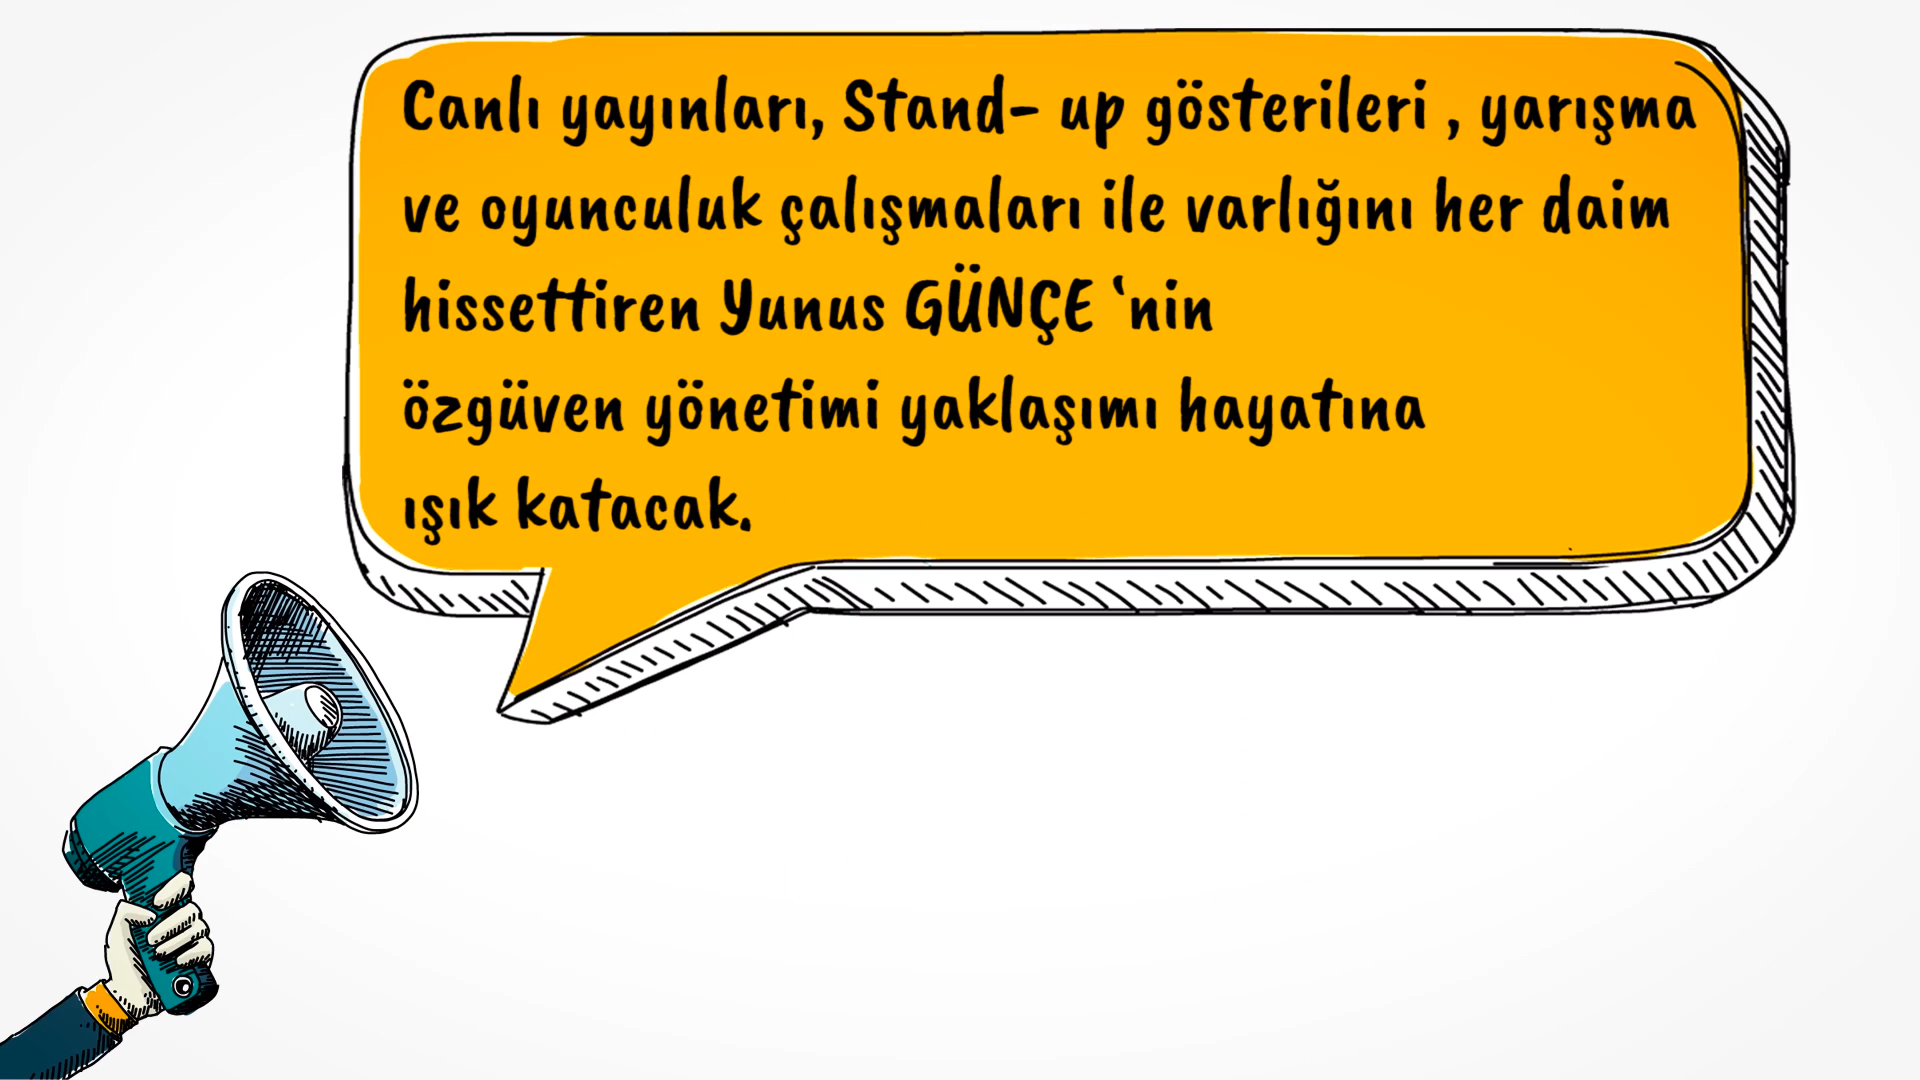 Canlı yayınları, Stand- up gösterileri , yarışma
ve oyunculuk çalışmaları ile varlığını her daim
hissettiren Yunus GÜNÇE ‘nin
özgüven yönetimi yaklaşımı hayatına
ışık katacak.